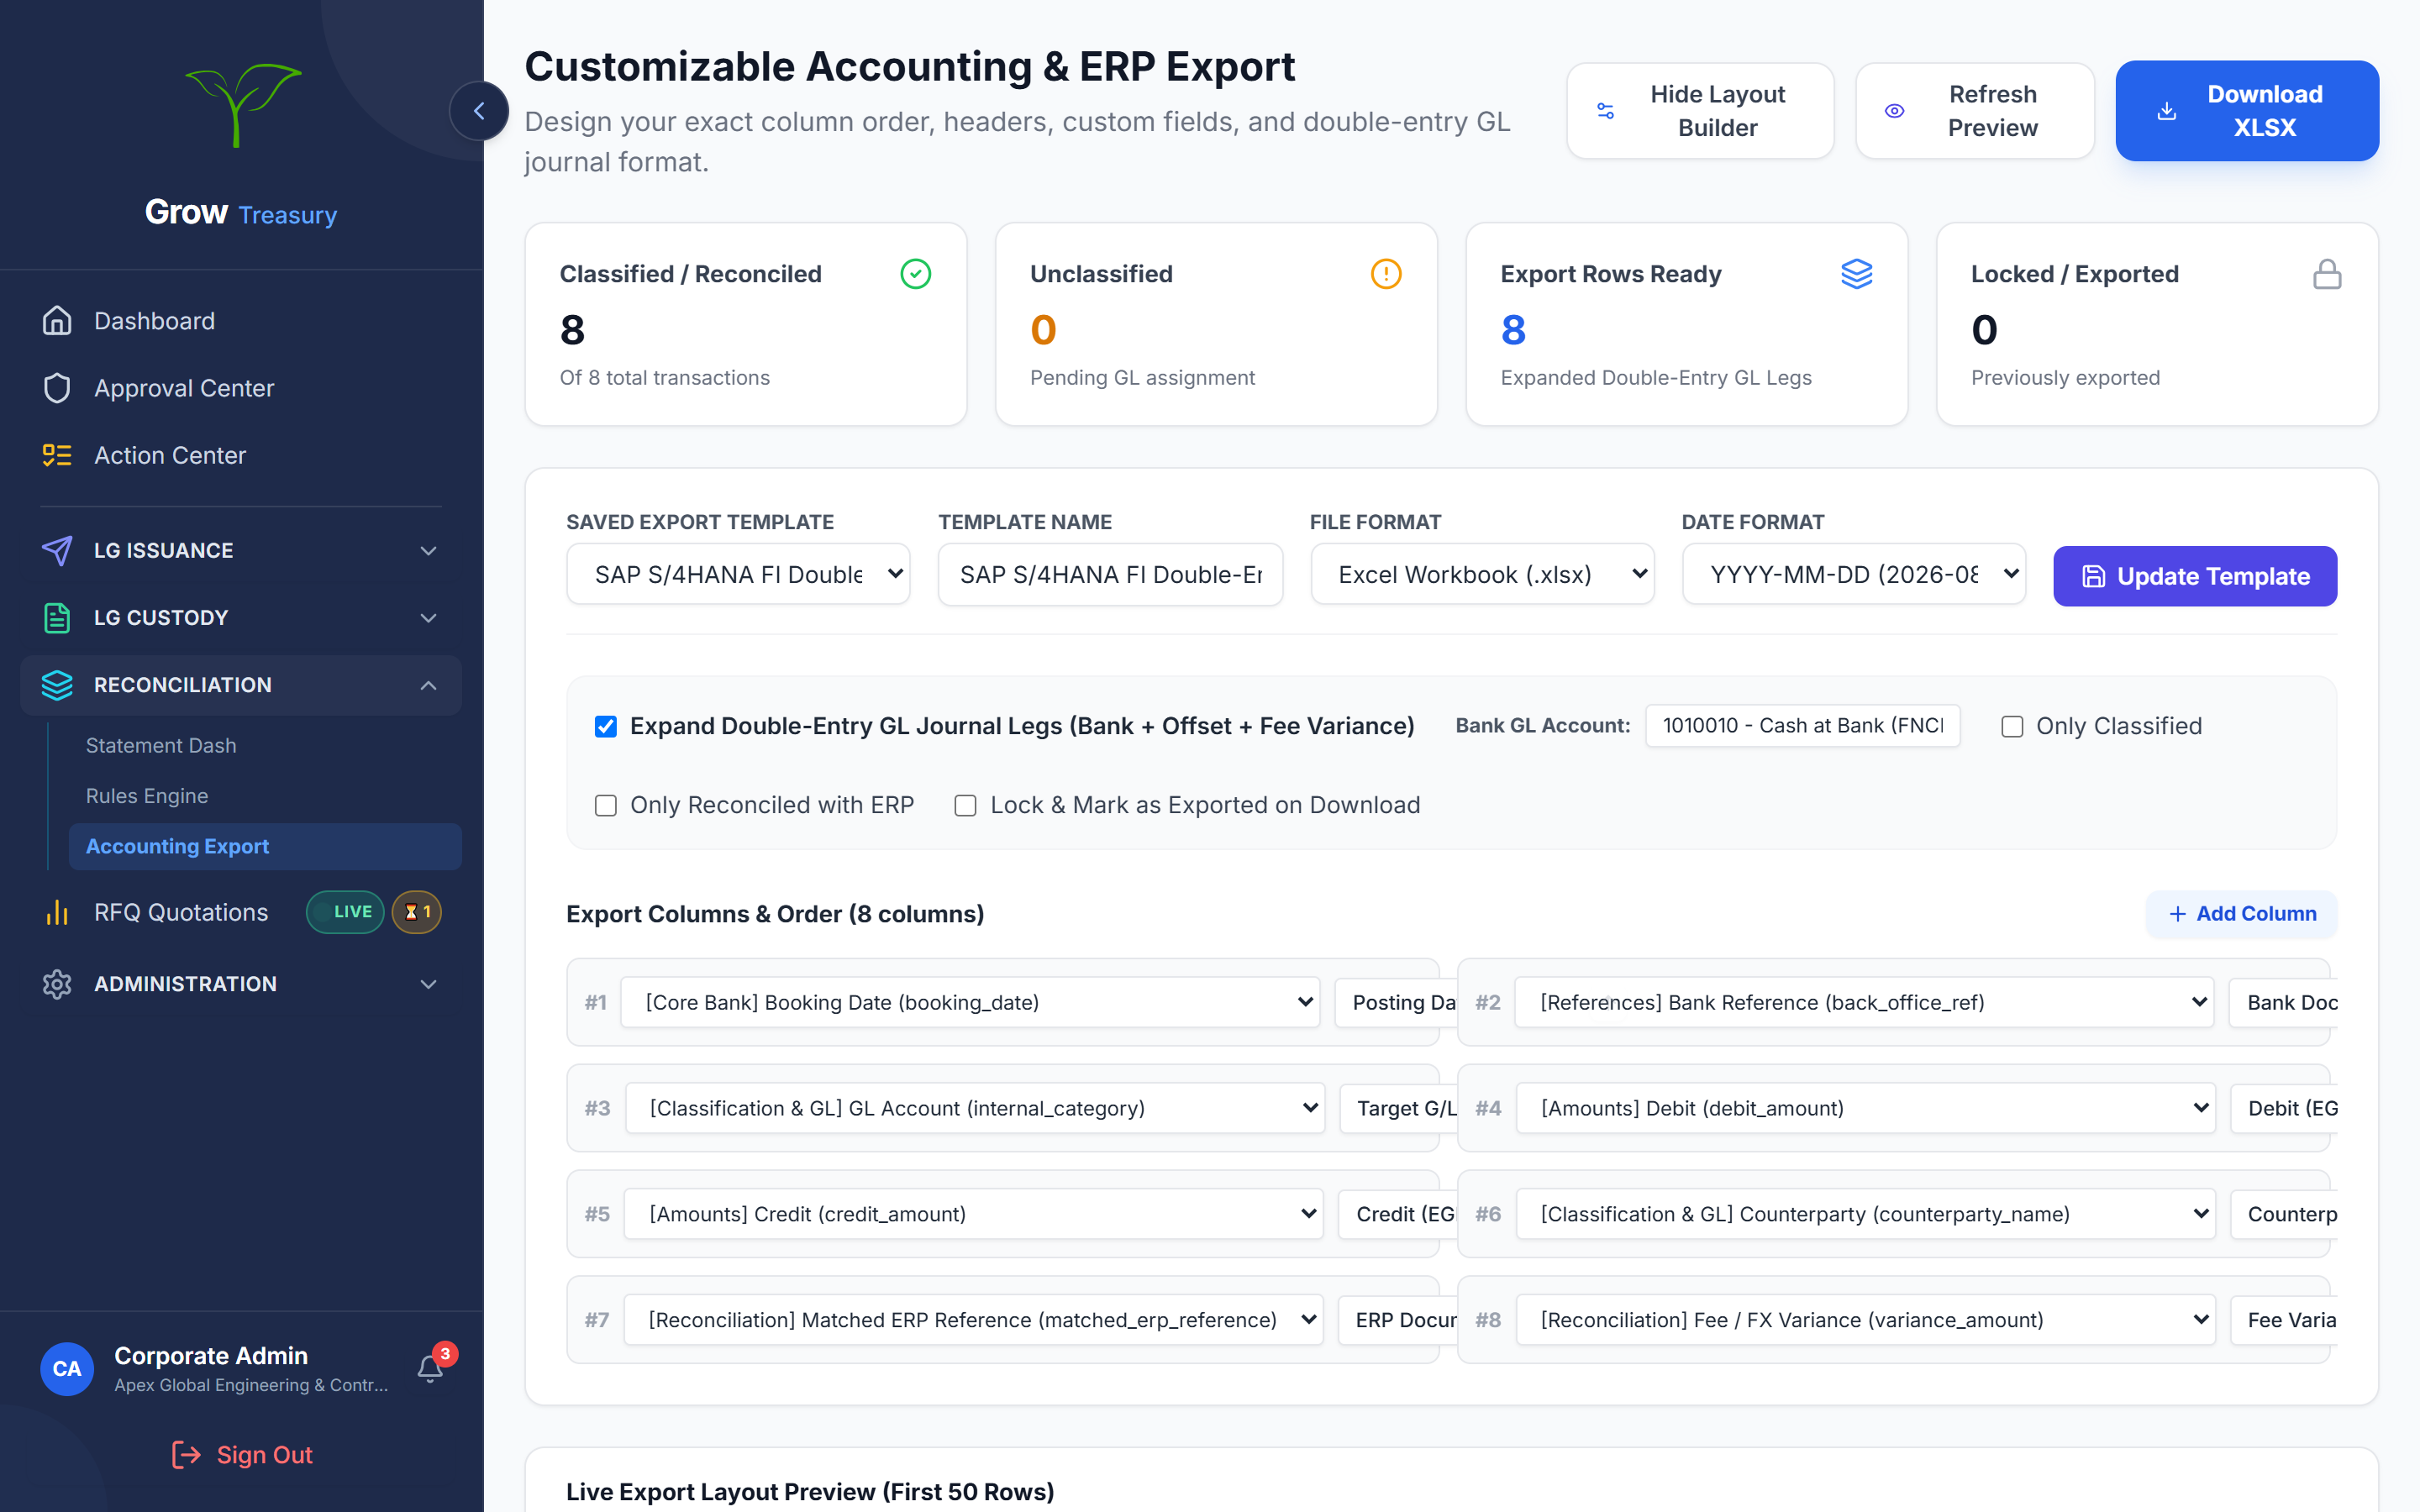 Grow Treasury
Dashboard
Approval Center
Action Center
LG ISSUANCE
LG CUSTODY
RECONCILIATION
Statement Dash
Rules Engine
Accounting Export
RFQ Quotations LIVE 1
ADMINISTRATION
CA Corporate Admin 3
Apex Global Engineering & Contr...
Sign Out
Customizable Accounting & ERP Export
Design your exact column order, headers, custom fields, and double-entry GL
journal format.
Hide Layout
Builder
Refresh
Preview
Download
XLSX
Classified / Reconciled
8
Of 8 total transactions
Unclassified
0
Pending GL assignment
Export Rows Ready
8
Expanded Double-Entry GL Legs
Locked / Exported
0
Previously exported
SAVED EXPORT TEMPLATE
SAP S/4HANA FI Double
TEMPLATE NAME
SAP S/4HANA FI Double-Er
FILE FORMAT
Excel Workbook (.xlsx)
DATE FORMAT
YYYY-MM-DD (2026-08
Update Template
Expand Double-Entry GL Journal Legs (Bank + Offset + Fee Variance) Bank GL Account: 1010010 - Cash at Bank (FNC Only Classified
Only Reconciled with ERP Lock & Mark as Exported on Download
Export Columns & Order (8 columns) + Add Column
#1 [Core Bank] Booking Date (booking_date) Posting Da
#2 [References] Bank Reference (back_office_ref) Bank Doc
#3 [Classification & GL] GL Account (internal_category) Target G/L
#4 [Amounts] Debit (debit_amount) Debit (EG
#5 [Amounts] Credit (credit_amount) Credit (EG
#6 [Classification & GL] Counterparty (counterparty_name) Counterp
#7 [Reconciliation] Matched ERP Reference (matched_erp_reference) ERP Docur
#8 [Reconciliation] Fee / FX Variance (variance_amount) Fee Varia
Live Export Layout Preview (First 50 Rows)